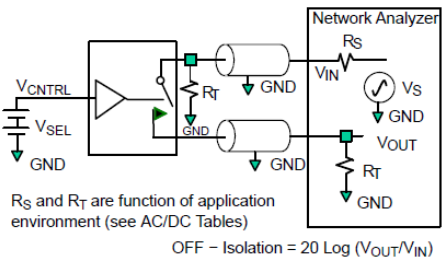 Network Analyzer
RS
VCNTRL
VIN
GND
VS
RT
GND
VSEL
GND
GND
VOUT
GND
RT
GND
RS and RT are function of application
environment (see AC/DC Tables)
OFF − Isolation = 20 Log (VOUT/VIN)